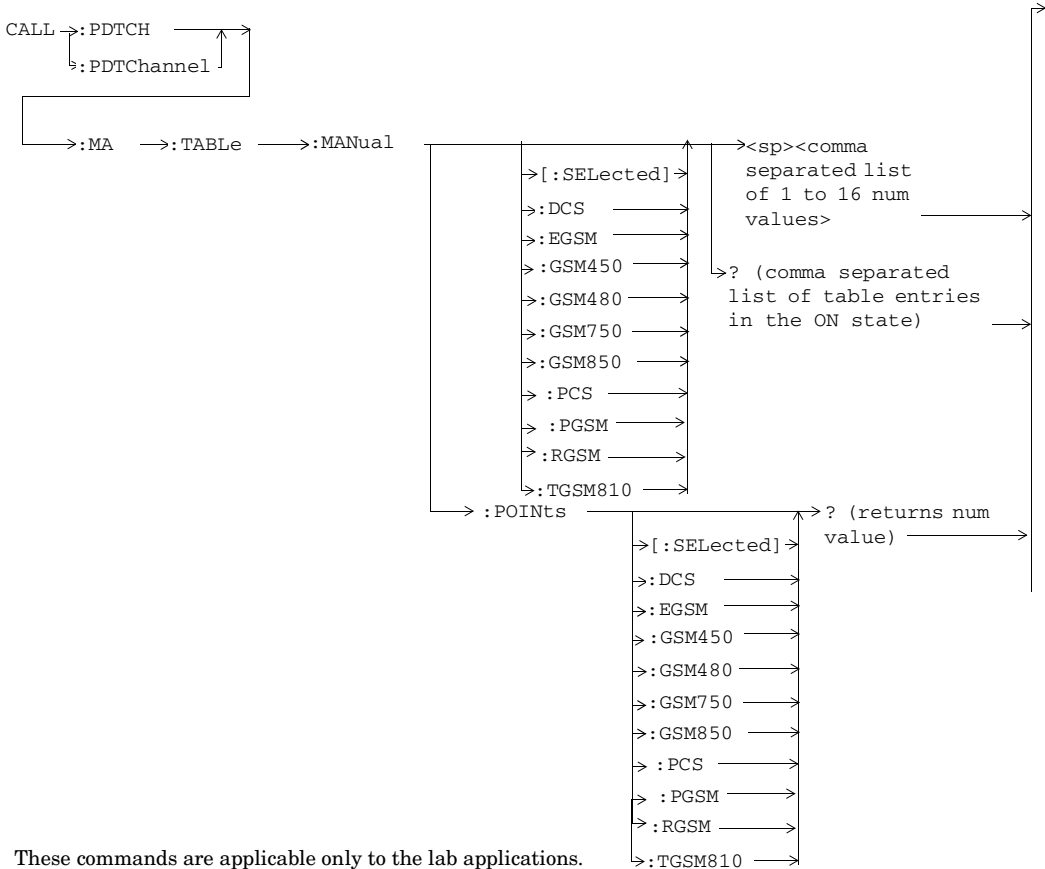 CALL :PDTCH
:PDTChannel
:MA :TABLe :MANual <sp><comma
separated list
of 1 to 16 num
values>
[:SELected]
:DCS
:EGSM
:GSM450
:GSM480
:GSM750
:GSM850
:PCS
:PGSM
:RGSM
:TGSM810
? (comma separated
list of table entries
in the ON state)
:POINts ? (returns num
value)
[:SELected]
:DCS
:EGSM
:GSM450
:GSM480
:GSM750
:GSM850
:PCS
:PGSM
:RGSM
:TGSM810
These commands are applicable only to the lab applications.